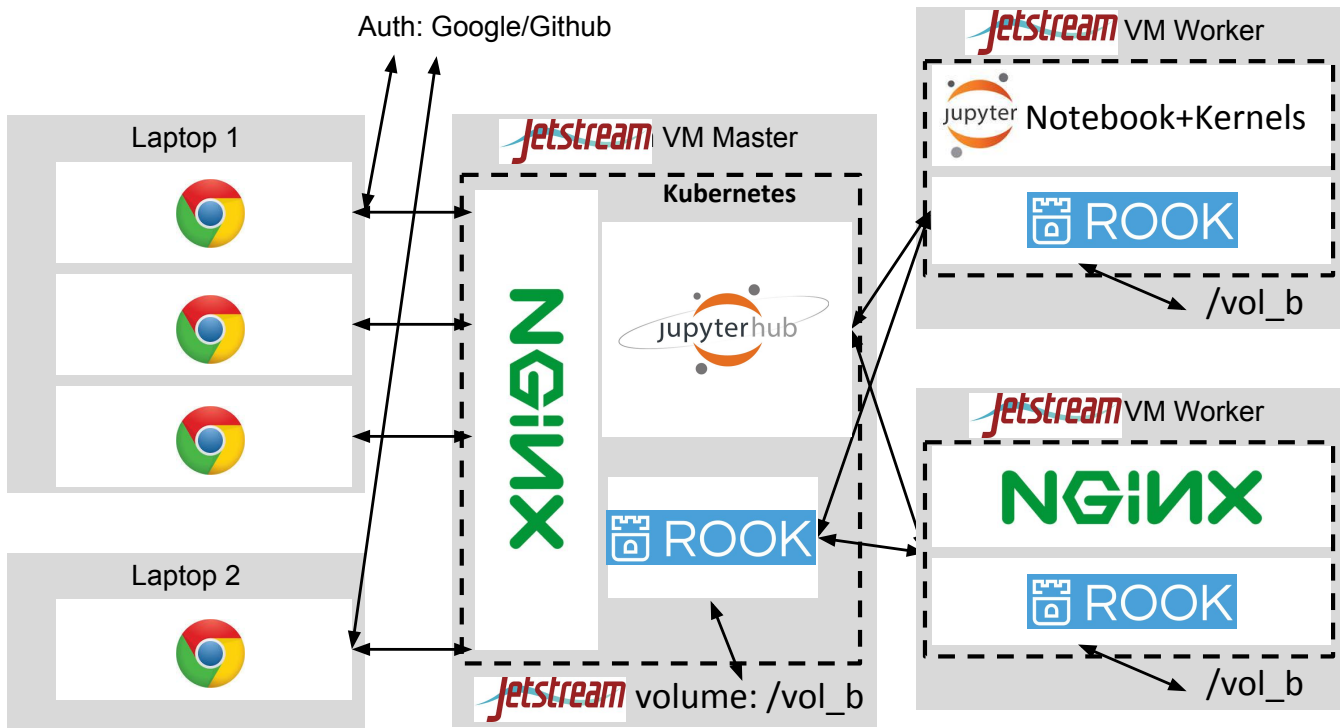 Auth: Google/Github
Laptop 1
Laptop 2
Jetstream VM Master
Kubernetes
NGINX
jupyterhub
ROOK
Jetstream volume: /vol_b
Jetstream VM Worker
jupyter Notebook+Kernels
ROOK
/vol_b
Jetstream VM Worker
NGINX
ROOK
/vol_b